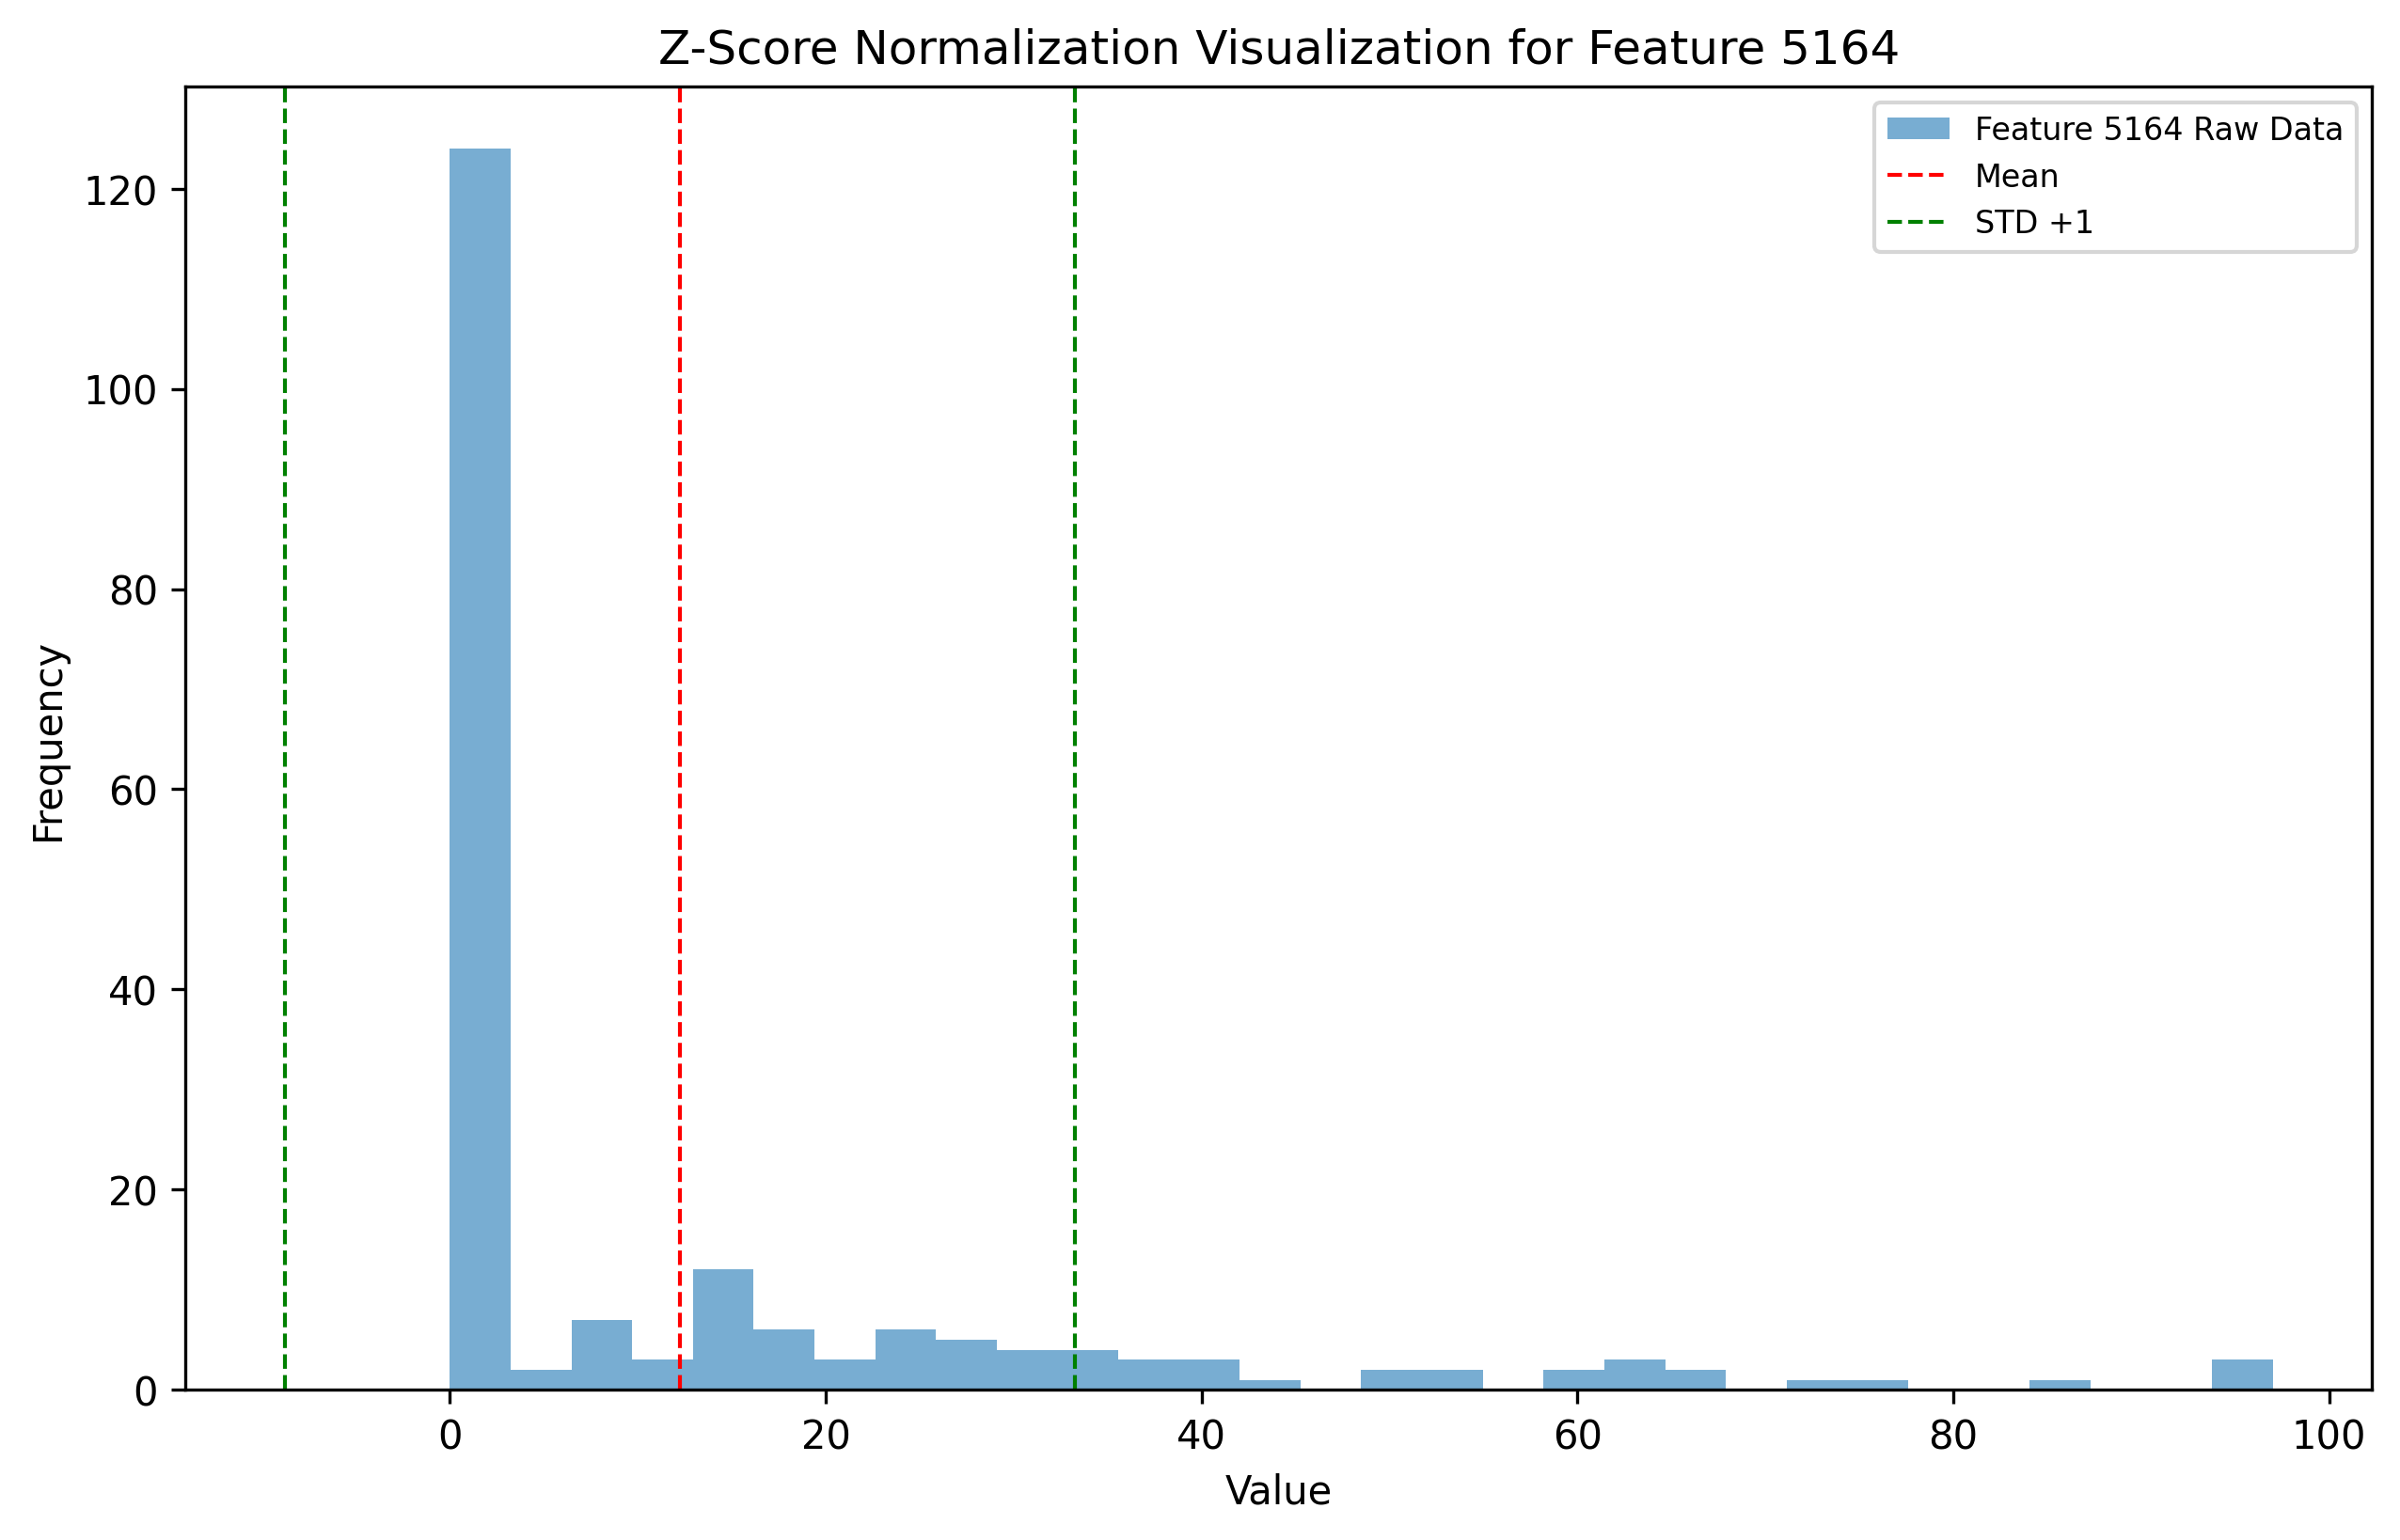 Z-Score Normalization Visualization for Feature 5164
Feature 5164 Raw Data
Mean
STD +1
120
100
80
60
40
20
0
Frequency
0 20 40 60 80 100
Value